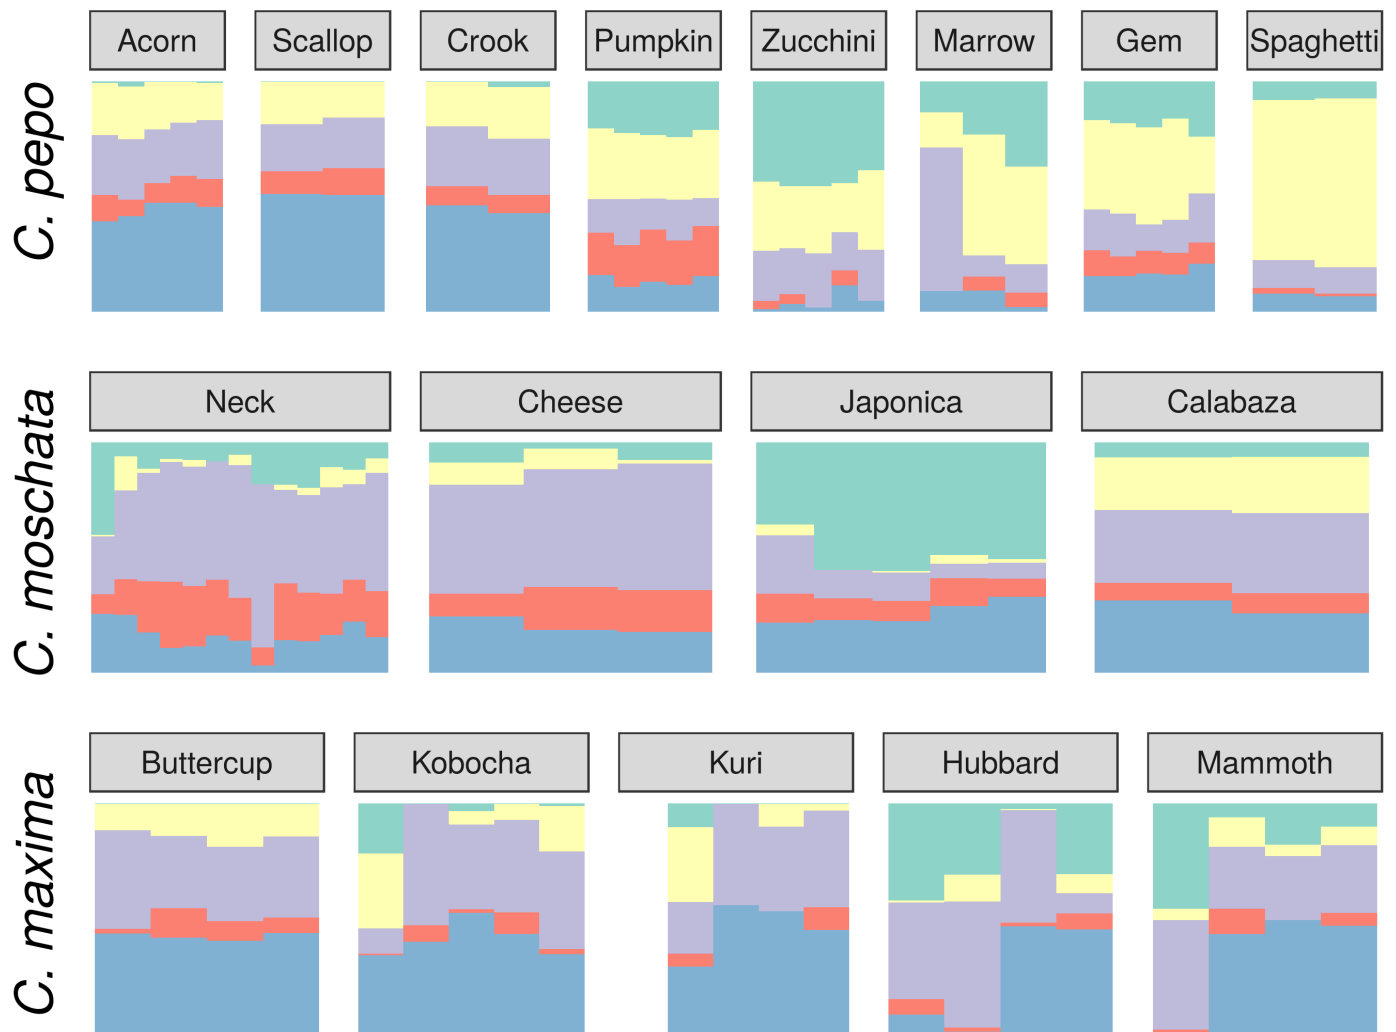 C. pepo
Acorn Scallop Crook Pumpkin Zucchini Marrow Gem Spaghetti
C. moschata
Neck Cheese Japonica Calabaza
C. maxima
Buttercup Kobocha Kuri Hubbard Mammoth